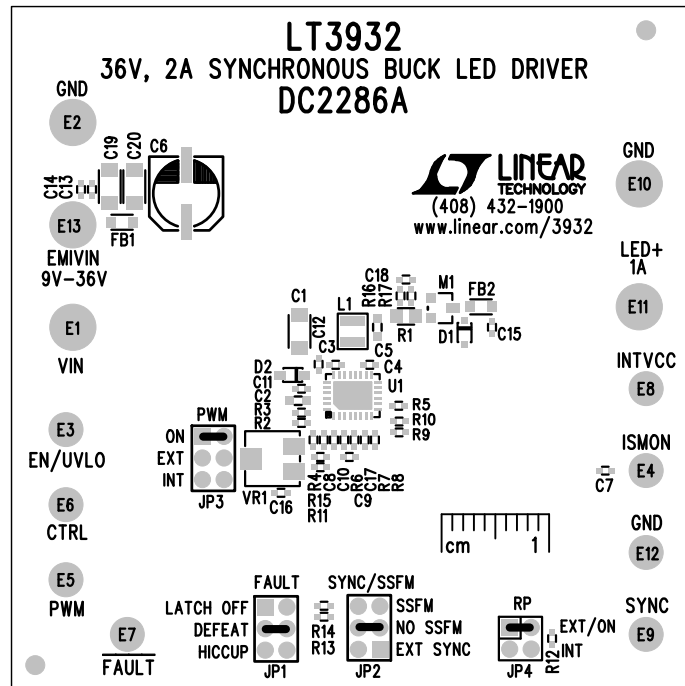 LT3932
36V, 2A SYNCHRONOUS BUCK LED DRIVER
DC2286A
GND
E2
C19
C20
C6
C14
C13
E13
FB1
EMIVIN
9V-36V
E1
VIN
LINEAR
TECHNOLOGY
(408) 432-1900
www.linear.com/3932
GND
E10
LED+
1A
E11
C18
R16
R17
M1
FB2
R1
D1
C15
C1
C12
L1
C5
C3
C4
U1
D2
C11
C2
R3
R2
R5
R10
R9
INTVCC
E8
ISMON
E4
C7
GND
E12
E3
EN/UVLO
E6
CTRL
E5
PWM
E7
FAULT
PWM
ON
EXT
INT
JP3
VR1
C16
R4
C8
C10
R6
C17
R7
R8
R15
C9
R11
cm 1
FAULT
LATCH OFF
DEFEAT
HICCUP
JP1
R14
R13
SYNC/SSFM
SSFM
NO SSFM
EXT SYNC
JP2
RP
EXT/ON
INT
JP4
R12
SYNC
E9